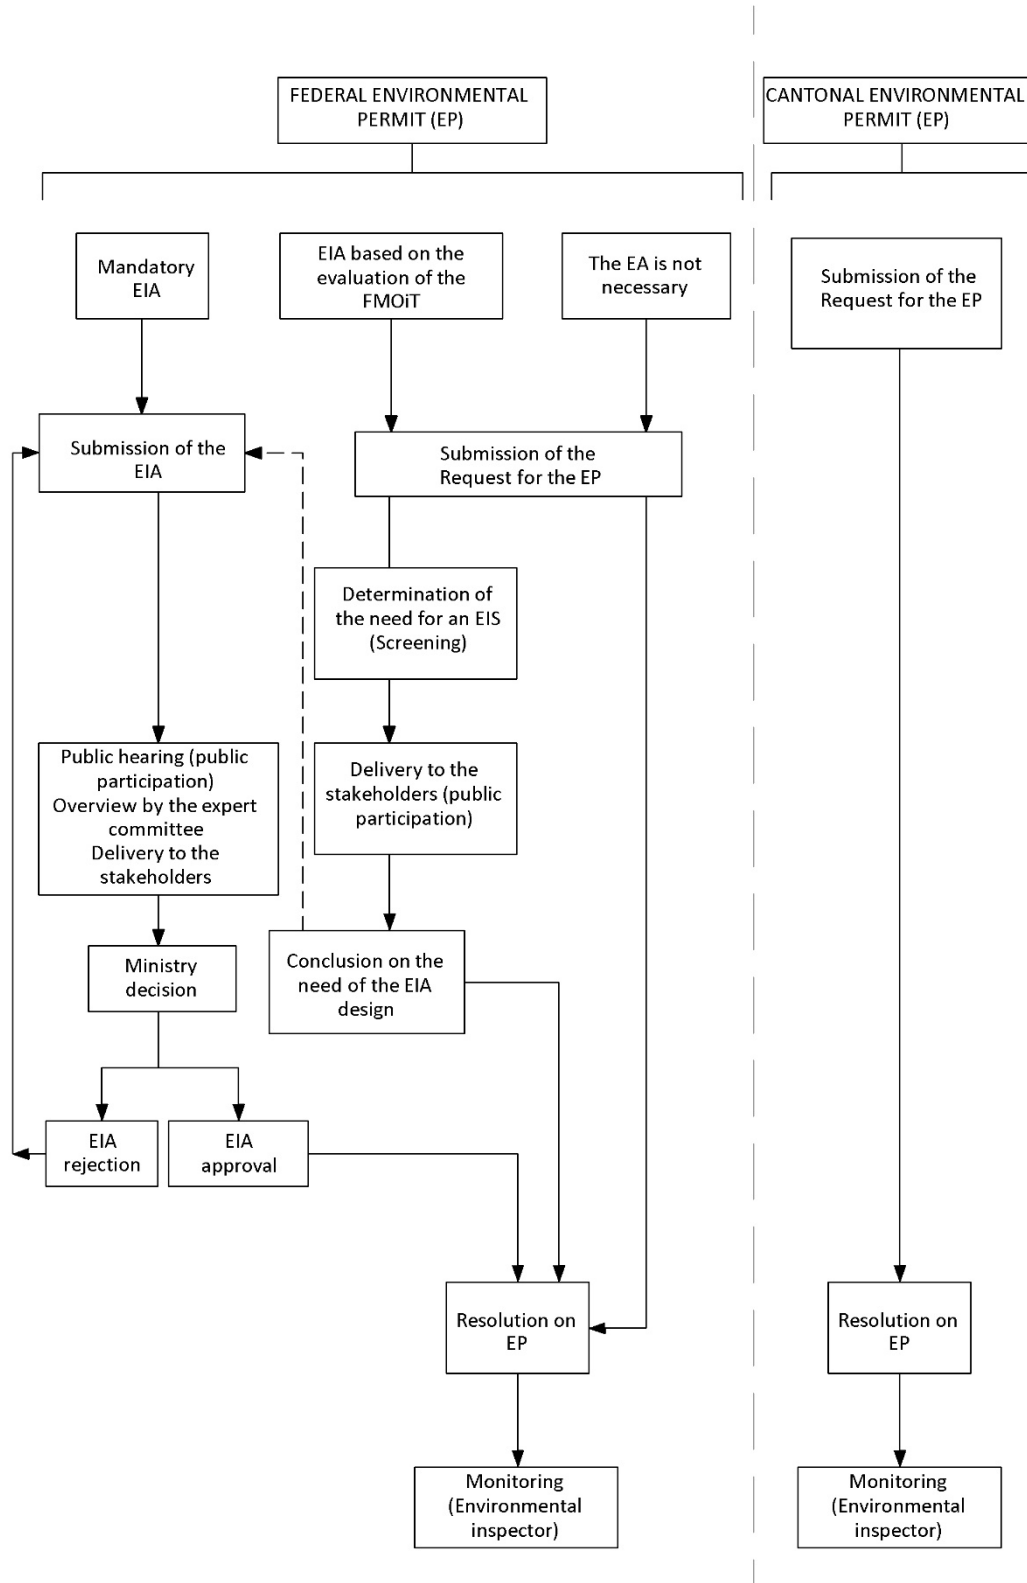 FEDERAL ENVIRONMENTAL
PERMIT (EP)
CANTONAL ENVIRONMENTAL
PERMIT (EP)
Mandatory
EIA
EIA based on the
evaluation of the
FMOiT
The EA is not
necessary
Submission of the
Request for the EP
Submission of the
EIA
Submission of the
Request for the EP
Determination of
the need for an EIS
(Screening)
Public hearing (public
participation)
Overview by the expert
committee
Delivery to the
stakeholders
Delivery to the
stakeholders (public
participation)
Ministry
decision
Conclusion on the
need of the EIA
design
EIA
rejection
EIA
approval
Resolution on
EP
Resolution on
EP
Monitoring
(Environmental
inspector)
Monitoring
(Environmental
inspector)